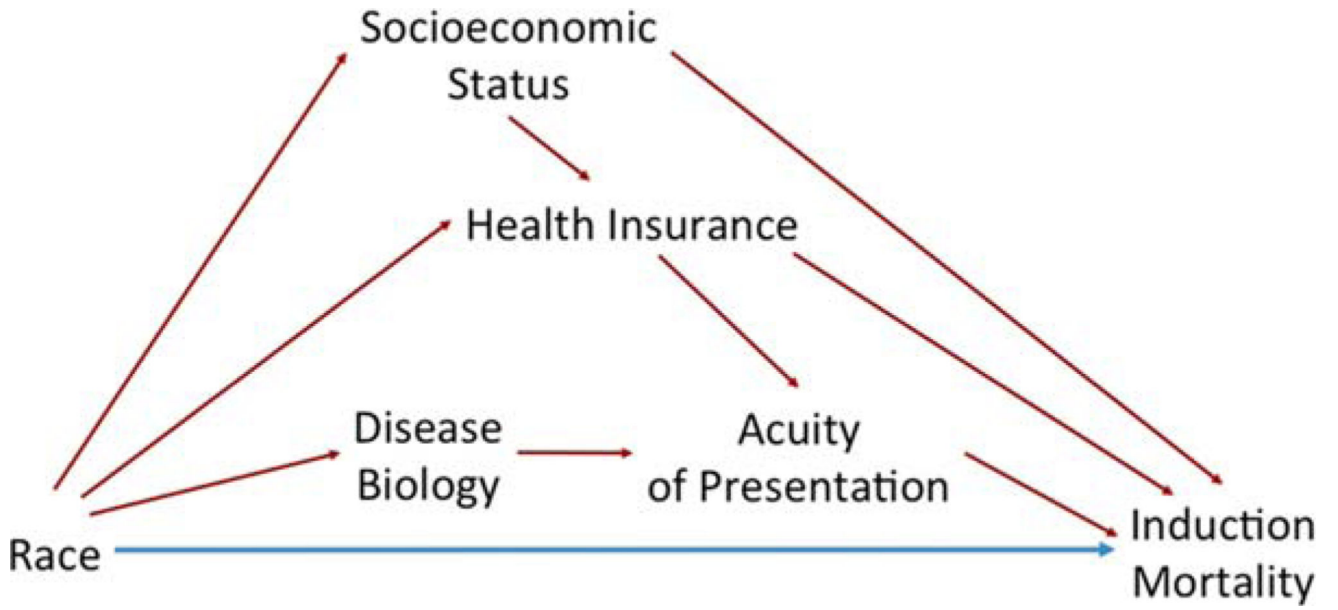 Socioeconomic
Status
Health Insurance
Disease
Biology
Acuity
of Presentation
Race
Induction
Mortality